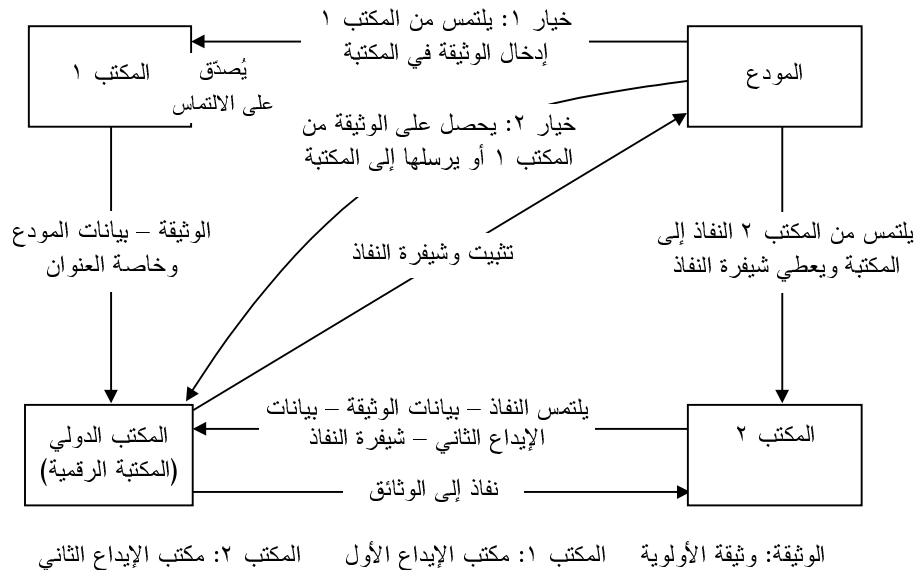 المودع
خيار ١: يلتمس من المكتب ١
إدخال الوثيقة في المكتبة
المكتب ١
يُصدّق
على الالتماس
خيار ٢: يحصل على الوثيقة من
المكتب ١ أو يرسلها إلى المكتبة
يلتمس من المكتب ٢ النفاذ إلى
المكتبة ويعطي شيفرة النفاذ
تثبيت وشيفرة النفاذ
الوثيقة – بيانات المودع
وخاصة العنوان
المكتب ٢
يلتمس النفاذ – بيانات الوثيقة – بيانات
الإيداع الثاني – شيفرة النفاذ
المكتب الدولي
(المكتبة الرقمية)
نفاذ إلى الوثائق
الوثيقة: وثيقة الأولوية المكتب ١: مكتب الإيداع الأول المكتب ٢: مكتب الإيداع الثاني